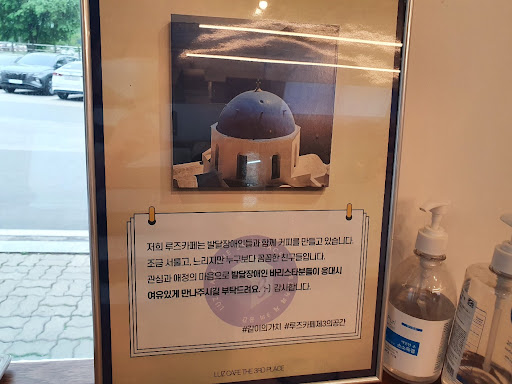 저희 루즈카페는 발달장애인들과 함께 커피를 만들고 있습니다.
조금 서툴고, 느리지만 누구보다 꼼꼼한 친구들입니다.
관심과 애정의 마음으로 발달장애인 바리스타분들이 응대시
여유있게 만나주시길 부탁드려요. :-) 감사합니다.
#같이의가치 #루즈카페제3의공간
LUZ CAFE THE 3RD PLACE